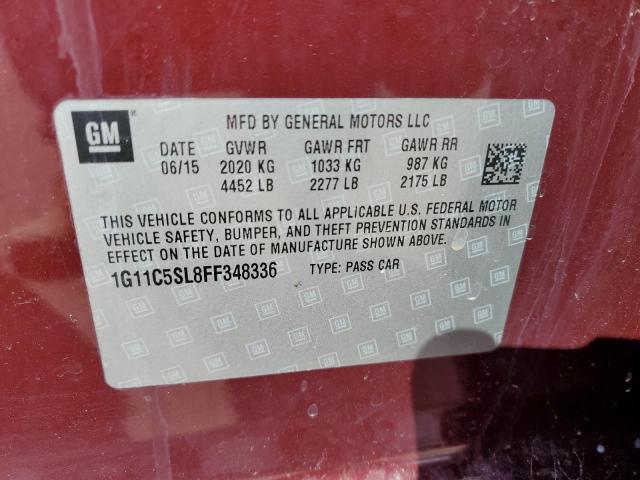 GM
MFD BY GENERAL MOTORS LLC
DATE GVWR GAWR FRT GAWR RR
06/15 2020 KG 1033 KG 987 KG
4452 LB 2277 LB 2175 LB
THIS VEHICLE CONFORMS TO ALL APPLICABLE U.S. FEDERAL MOTOR
VEHICLE SAFETY, BUMPER, AND THEFT PREVENTION STANDARDS IN
EFFECT ON THE DATE OF MANUFACTURE SHOWN ABOVE.
1G11C5SL8FF348336 TYPE: PASS CAR